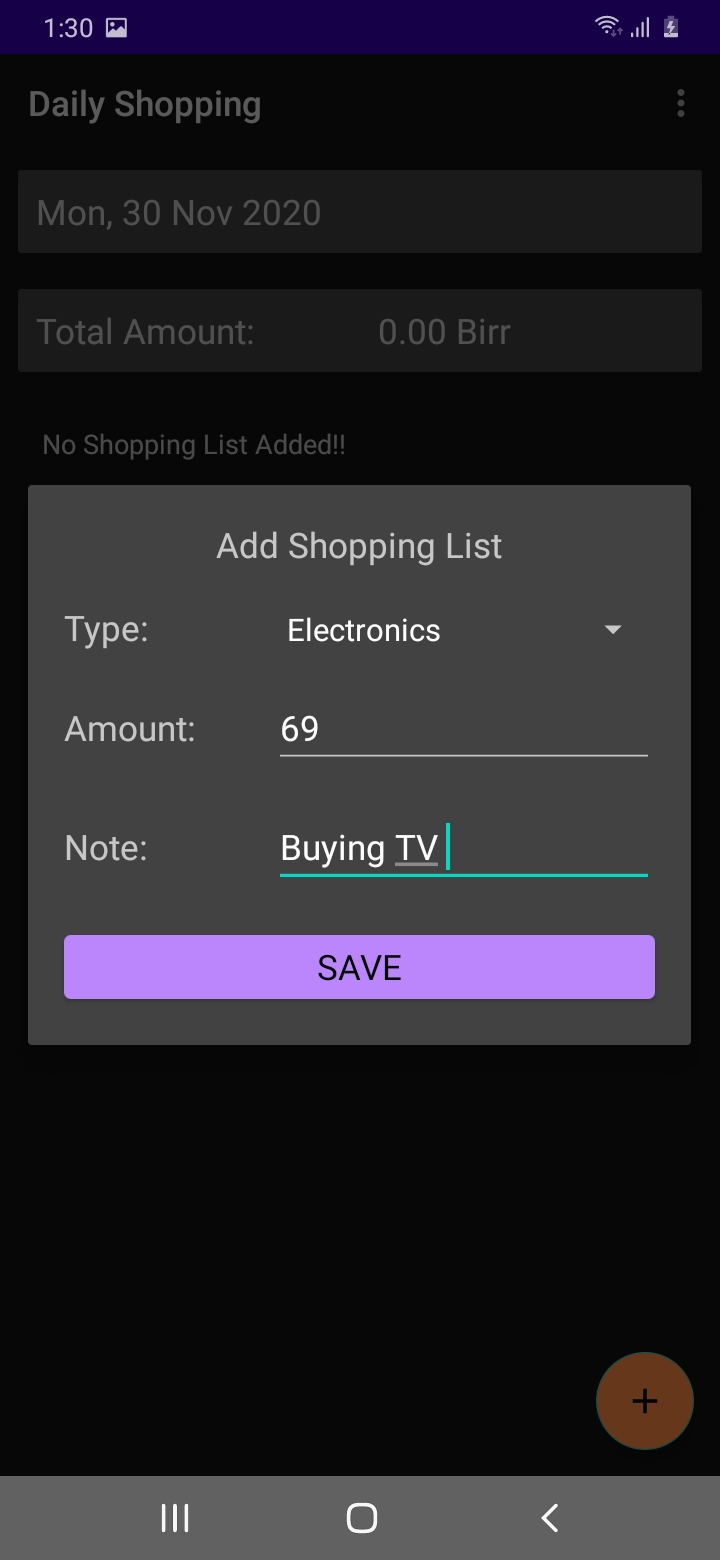 1:30
Daily Shopping
Mon, 30 Nov 2020
Total Amount: 0.00 Birr
No Shopping List Added!!
Add Shopping List
Type: Electronics
Amount: 69
Note: Buying TV
SAVE
+